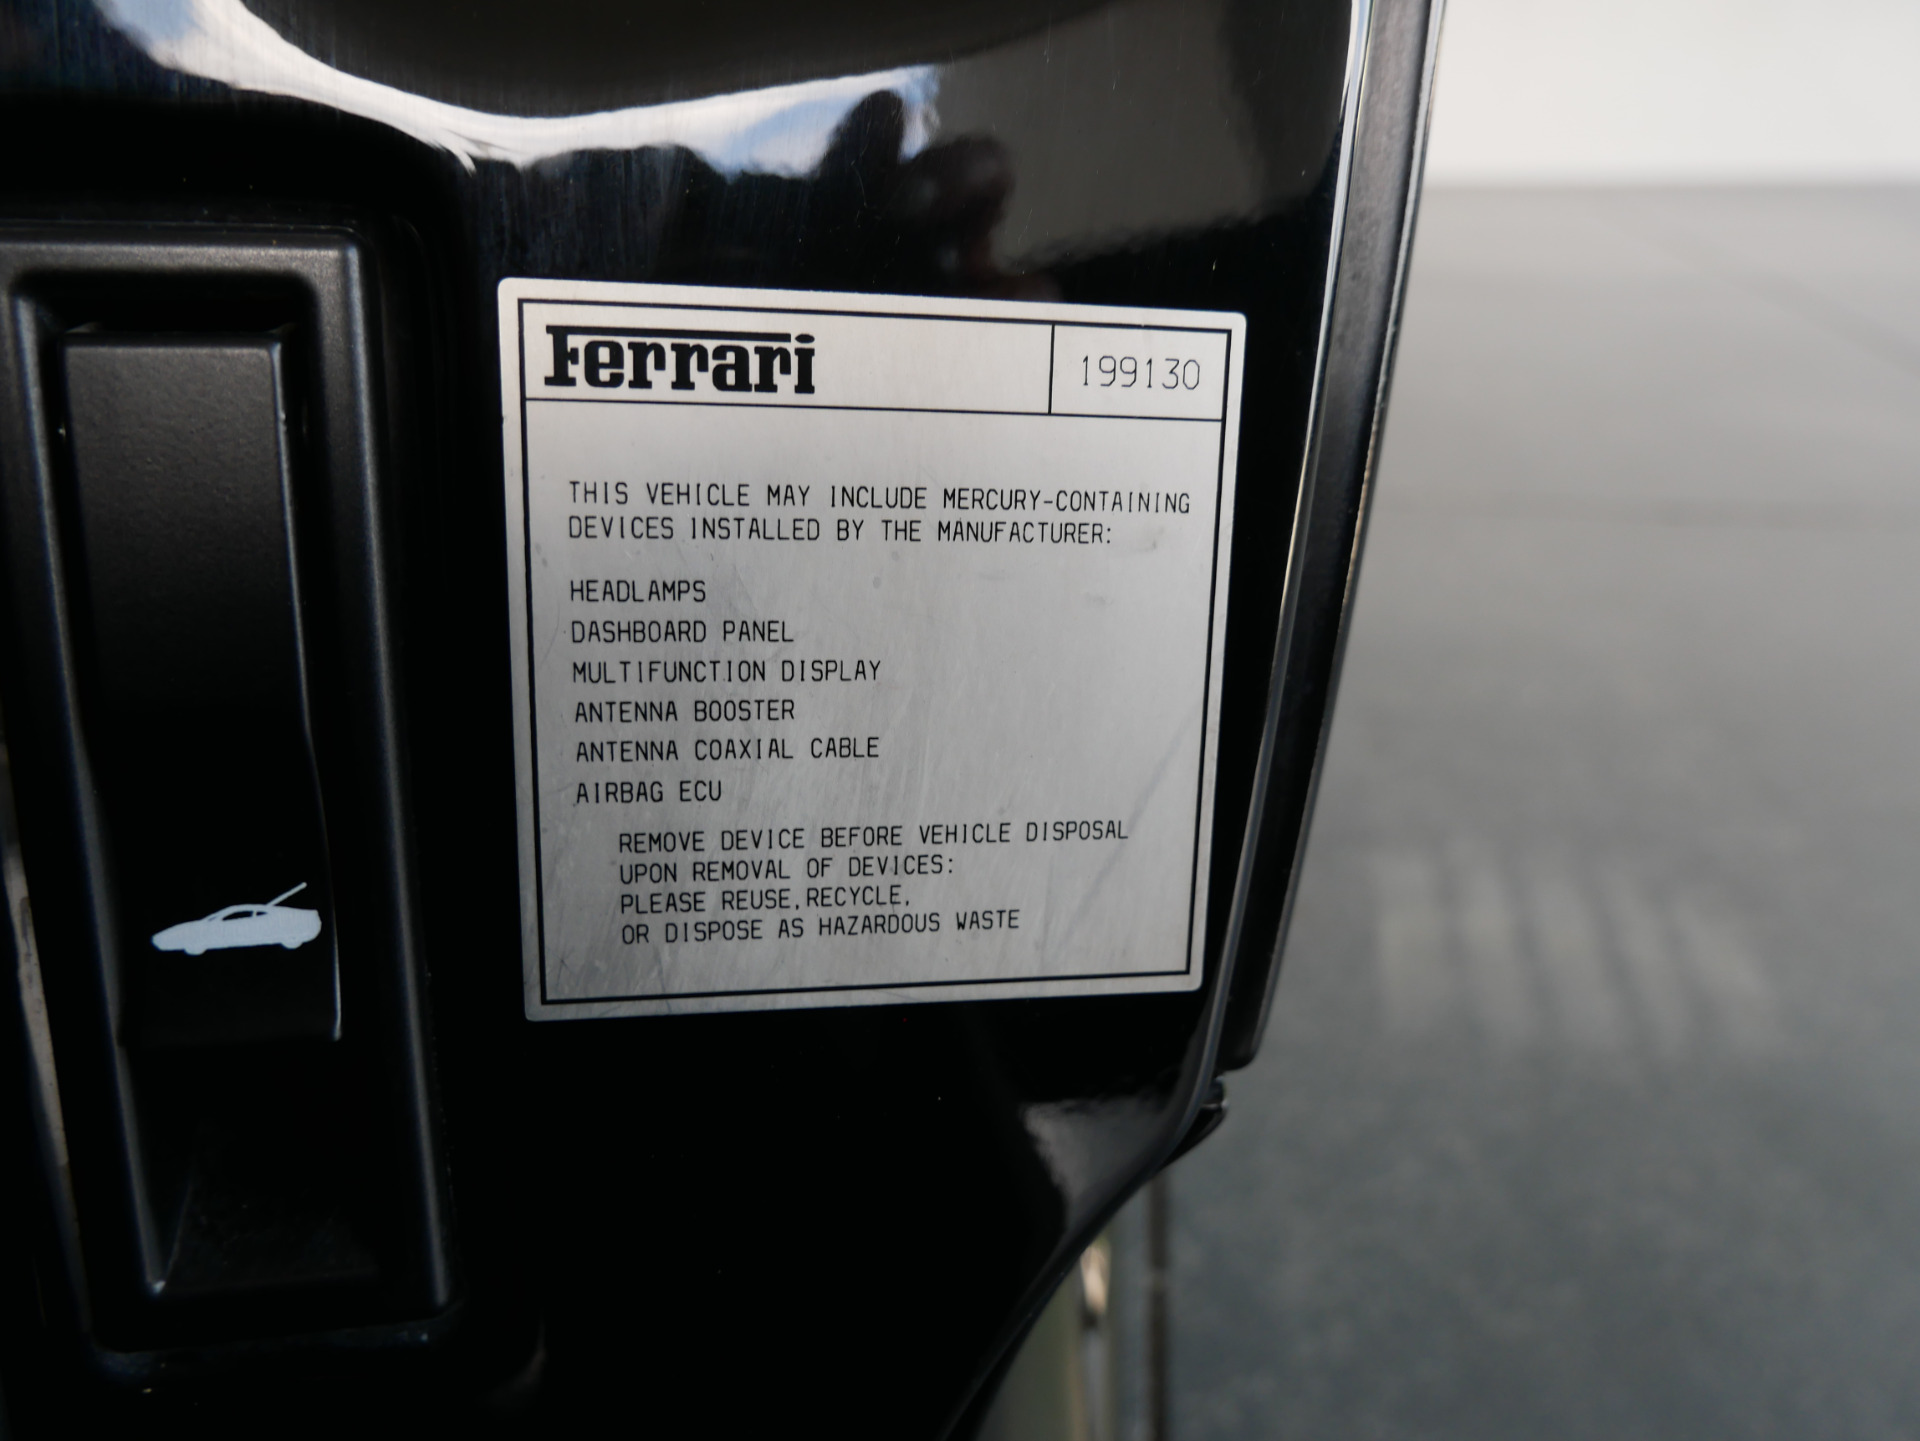 Ferrari 199130
THIS VEHICLE MAY INCLUDE MERCURY-CONTAINING
DEVICES INSTALLED BY THE MANUFACTURER:
HEADLAMPS
DASHBOARD PANEL
MULTIFUNCTION DISPLAY
ANTENNA BOOSTER
ANTENNA COAXIAL CABLE
AIRBAG ECU
REMOVE DEVICE BEFORE VEHICLE DISPOSAL
UPON REMOVAL OF DEVICES:
PLEASE REUSE, RECYCLE,
OR DISPOSE AS HAZARDOUS WASTE